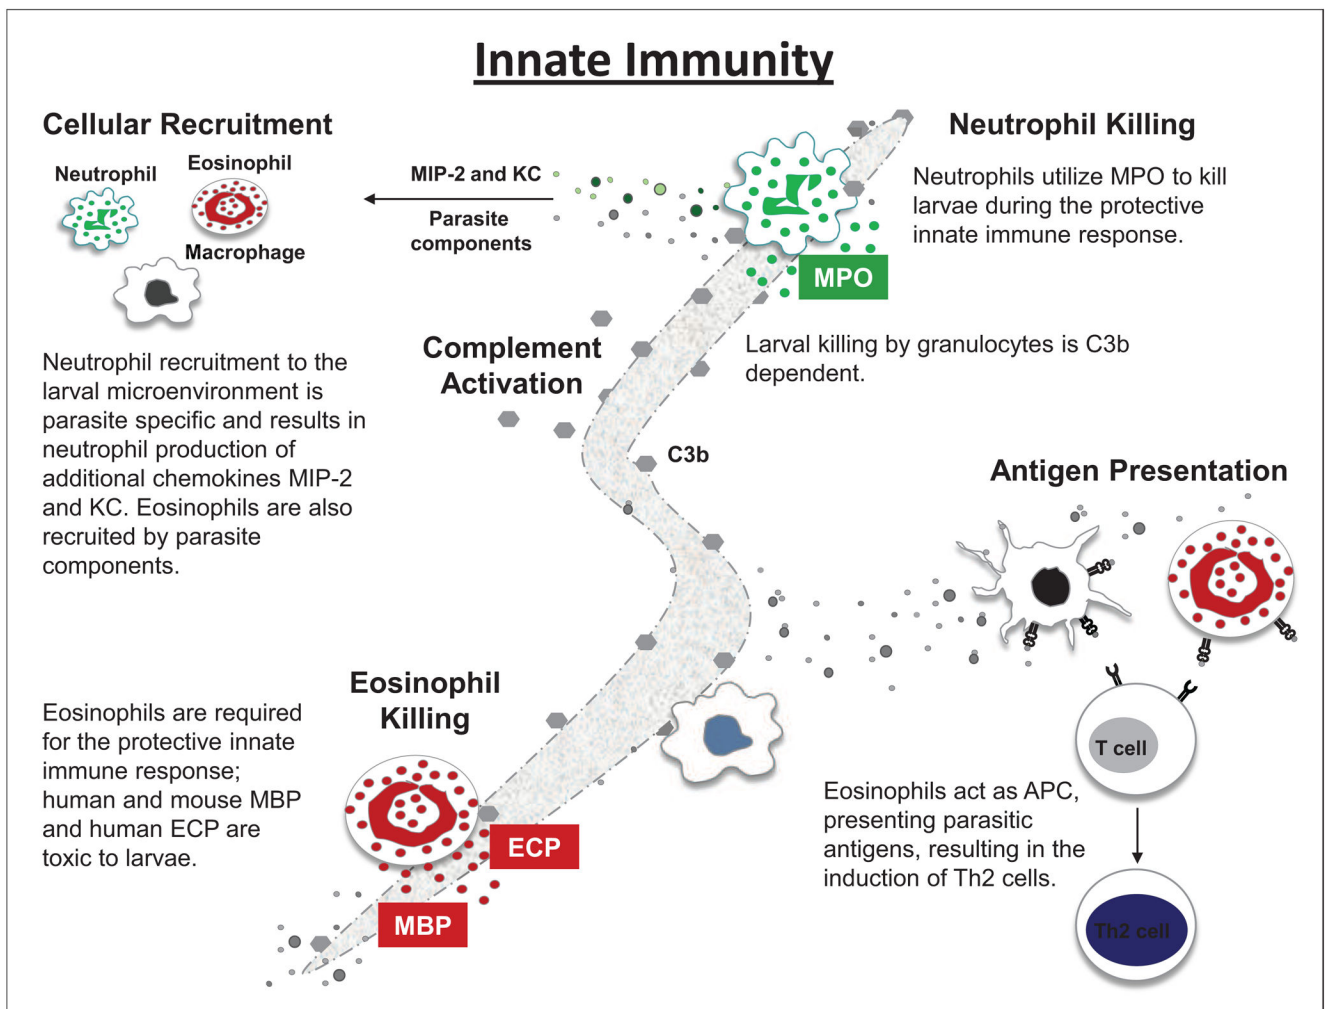 Innate Immunity
Cellular Recruitment
Neutrophil
Eosinophil
Macrophage
MIP-2 and KC
Parasite
components
Neutrophil recruitment to the
larval microenvironment is
parasite specific and results in
neutrophil production of
additional chemokines MIP-2
and KC. Eosinophils are also
recruited by parasite
components.
Neutrophil Killing
Neutrophils utilize MPO to kill
larvae during the protective
innate immune response.
MPO
Larval killing by granulocytes is C3b
dependent.
Complement
Activation
C3b
Antigen Presentation
T cell
Eosinophils act as APC,
presenting parasitic
antigens, resulting in the
induction of Th2 cells.
Th2 cell
Eosinophil
Killing
Eosinophils are required
for the protective innate
immune response;
human and mouse MBP
and human ECP are
toxic to larvae.
ECP
MBP